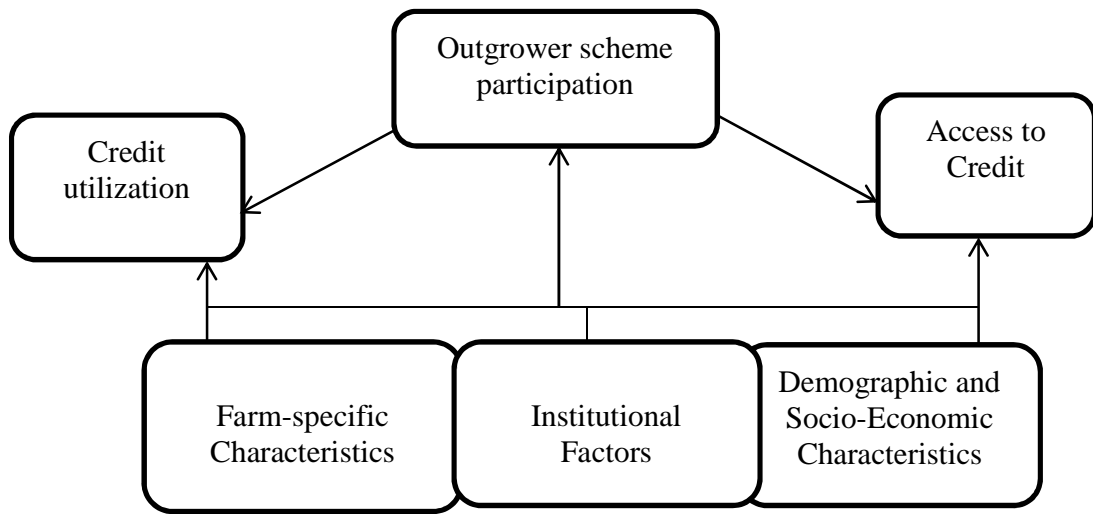 Outgrower scheme
participation
Credit
utilization
Access to
Credit
Farm-specific
Characteristics
Institutional
Factors
Demographic and
Socio-Economic
Characteristics